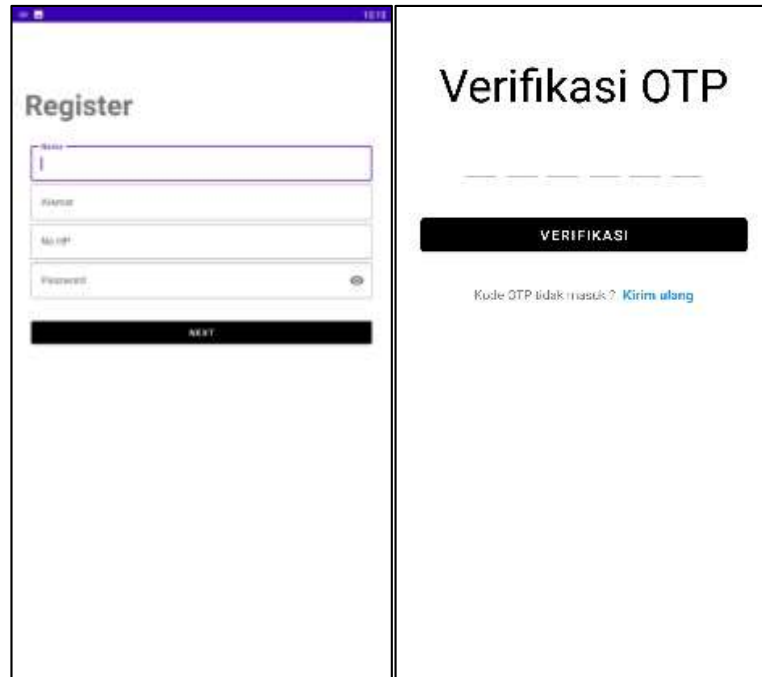 Register
Nama
Alamat
No HP
Password
NEXT
Verifikasi OTP
VERIFIKASI
Kode OTP tidak masuk ? Kirim ulang